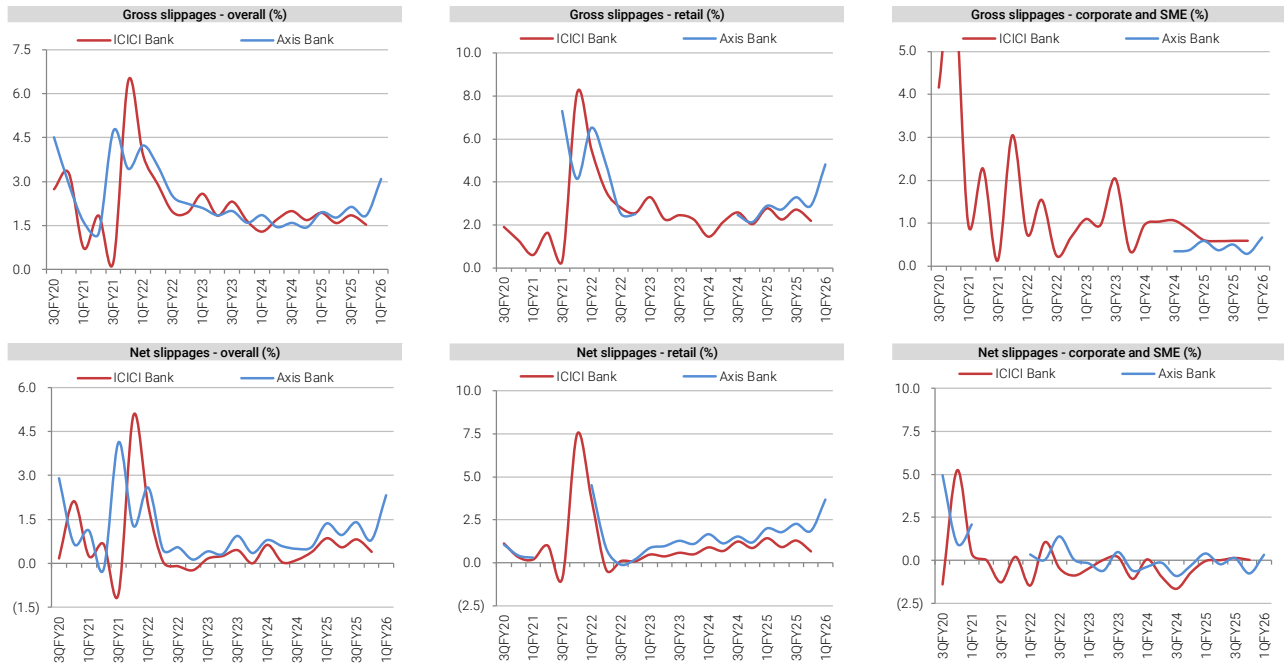 Gross slippages - overall (%)
ICICI Bank
Axis Bank
7.5
6.0
4.5
3.0
1.5
0.0
3QFY20
1QFY21
3QFY21
1QFY22
3QFY22
1QFY23
3QFY23
1QFY24
3QFY24
1QFY25
3QFY25
1QFY26
Gross slippages - retail (%)
ICICI Bank
Axis Bank
10.0
8.0
6.0
4.0
2.0
0.0
3QFY20
1QFY21
3QFY21
1QFY22
3QFY22
1QFY23
3QFY23
1QFY24
3QFY24
1QFY25
3QFY25
1QFY26
Gross slippages - corporate and SME (%)
ICICI Bank
Axis Bank
5.0
4.0
3.0
2.0
1.0
0.0
3QFY20
1QFY21
3QFY21
1QFY22
3QFY22
1QFY23
3QFY23
1QFY24
3QFY24
1QFY25
3QFY25
1QFY26
Net slippages - overall (%)
ICICI Bank
Axis Bank
6.0
4.5
3.0
1.5
0.0
(1.5)
3QFY20
1QFY21
3QFY21
1QFY22
3QFY22
1QFY23
3QFY23
1QFY24
3QFY24
1QFY25
3QFY25
1QFY26
Net slippages - retail (%)
ICICI Bank
Axis Bank
10.0
7.5
5.0
2.5
0.0
(2.5)
3QFY20
1QFY21
3QFY21
1QFY22
3QFY22
1QFY23
3QFY23
1QFY24
3QFY24
1QFY25
3QFY25
1QFY26
Net slippages - corporate and SME (%)
ICICI Bank
Axis Bank
10.0
7.5
5.0
2.5
0.0
(2.5)
3QFY20
1QFY21
3QFY21
1QFY22
3QFY22
1QFY23
3QFY23
1QFY24
3QFY24
1QFY25
3QFY25
1QFY26